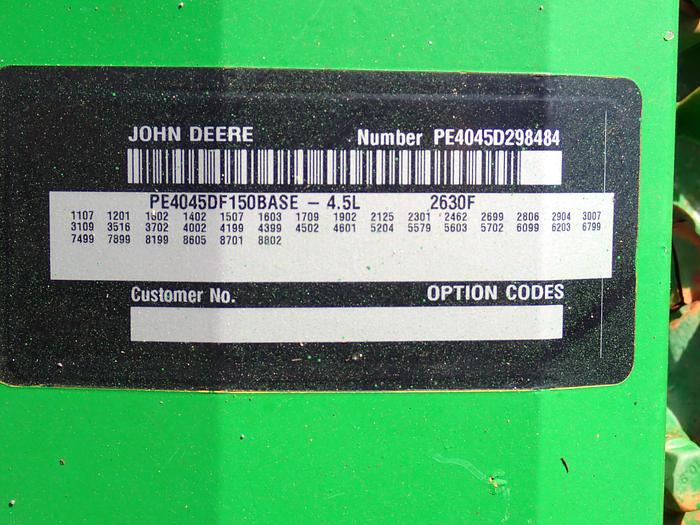 JOHN DEERE Number PE4045D298484
PE4045DF150BASE – 4.5L 2630F
1107 1201 1502 1402 1507 1603 1709 1902 2125 2301 2462 2699 2806 2904 3007
3109 3516 3702 4002 4199 4399 4502 4601 5204 5579 5603 5702 6099 6203 6799
7499 7899 8199 8605 8701 8802
Customer No. OPTION CODES